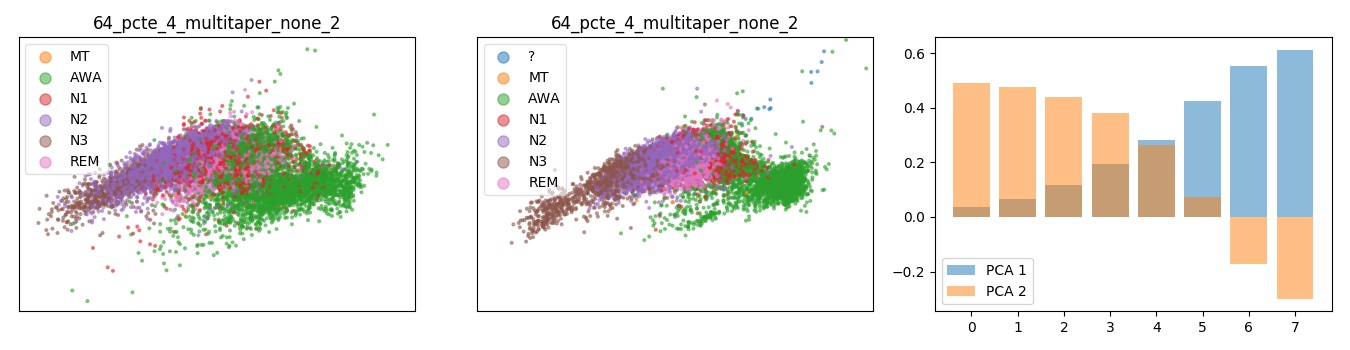 64_pcte_4_multitaper_none_2
MT
AWA
N1
N2
N3
REM
64_pcte_4_multitaper_none_2
?
MT
AWA
N1
N2
N3
REM
0.6
0.4
0.2
0.0
−0.2
PCA 1
PCA 2
0 1 2 3 4 5 6 7